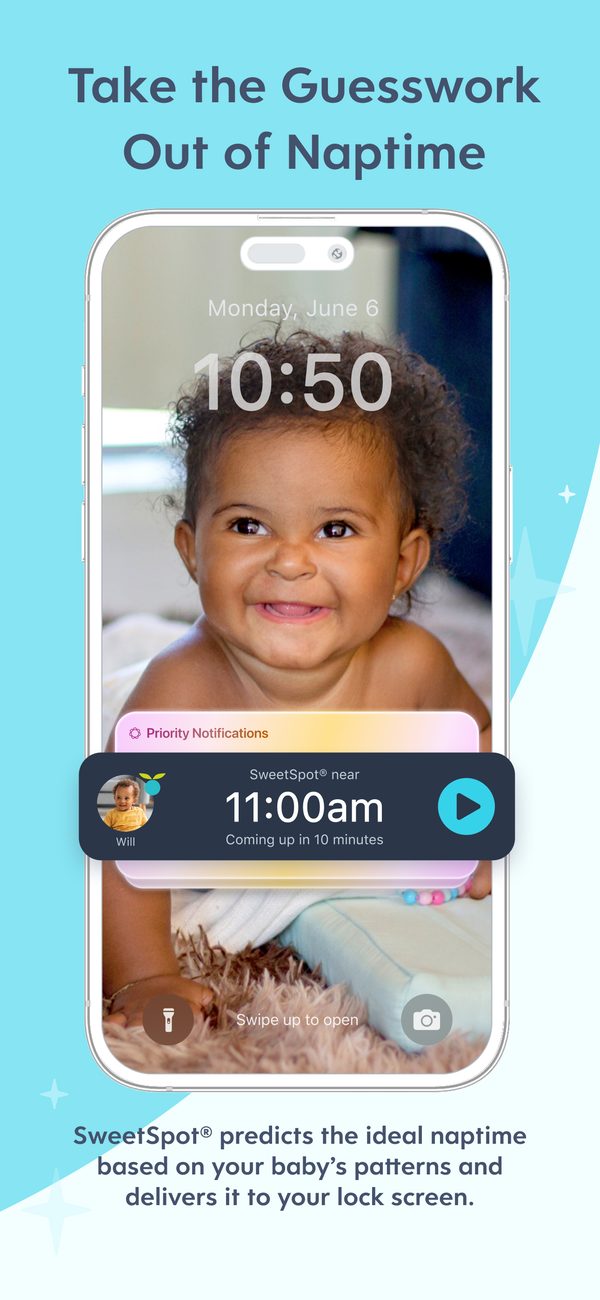 Take the Guesswork
Out of Naptime
Monday, June 6
10:50
Priority Notifications
SweetSpot® near
11:00am
Coming up in 10 minutes
Will
Swipe up to open
SweetSpot® predicts the ideal naptime
based on your baby’s patterns and
delivers it to your lock screen.